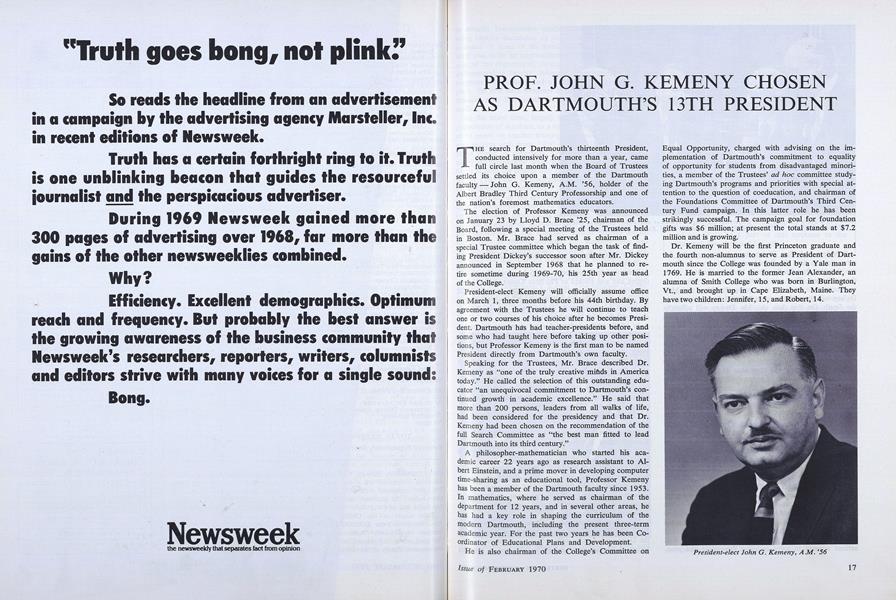 "Truth goes bong, not plink."
So reads the headline from an advertisement
in a campaign by the advertising agency Marsteller, Inc.
in recent editions of Newsweek.
Truth has a certain forthright ring to it. Truth
is one unblinking beacon that guides the resourceful
journalist and the perspicacious advertiser.
During 1969 Newsweek gained more than
300 pages of advertising over 1968, far more than the
gains of the other newsweeklies combined.
Why?
Efficiency. Excellent demographics. Optimum
reach and frequency. But probably the best answer is
the growing awareness of the business community that
Newsweek's researchers, reporters, writers, columnists
and editors strive with many voices for a single sound:
Bong.
Newsweek
the newsweekly that separates fact from opinion
PROF. JOHN G. KEMENY CHOSEN
AS DARTMOUTH'S 13TH PRESIDENT
THE search for Dartmouth's thirteenth President,
conducted intensively for more than a year, came
full circle last month when the Board of Trustees
settled its choice upon a member of the Dartmouth
faculty — John G. Kemeny, A.M. '56, holder of the
Albert Bradley Third Century Professorship and one of
the nation's foremost mathematics educators.
The election of Professor Kemeny was announced
on January 23 by Lloyd D. Brace '25, chairman of the
Board, following a special meeting of the Trustees held
in Boston. Mr. Brace had served as chairman of a
special Trustee committee which began the task of find-
ing President Dickey's successor soon after Mr. Dickey
announced in September 1968 that he planned to re-
tire sometime during 1969-70, his 25th year as head
of the College.
President-elect Kemeny will officially assume office
on March 1, three months before his 44th birthday. By
agreement with the Trustees he will continue to teach
one or two courses of his choice after he becomes Presi-
dent. Dartmouth has had teacher-presidents before, and
some who had taught here before taking up other posi-
tions, but Professor Kemeny is the first man to be named
President directly from Dartmouth's own faculty.
Speaking for the Trustees, Mr. Brace described Dr.
Kemeny as "one of the truly creative minds in America
today." He called the selection of this outstanding edu-
cator "an unequivocal commitment to Dartmouth's con-
tinued growth in academic excellence." He said that
more than 200 persons, leaders from all walks of life,
had been considered for the presidency and that Dr.
Kemeny had been chosen on the recommendation of the
full Search Committee as "the best man fitted to lead
Dartmouth into its third century."
A philosopher-mathematician who started his aca-
demic career 22 years ago as research assistant to Al-
bert Einstein, and a prime mover in developing computer
time-sharing as an educational tool, Professor Kemeny
has been a member of the Dartmouth faculty since 1953.
In mathematics, where he served as chairman of the
department for 12 years, and in several other areas, he
has had a key role in shaping the curriculum of the
modern Dartmouth, including the present three-term
academic year. For the past two years he has been Co-
ordinator of Educational Plans and Development.
He is also chairman of the College's Committee on
Equal Opportunity, charged with advising on the im-
plementation of Dartmouth's commitment to equality
of opportunity for students from disadvantaged minori-
ties, a member of the Trustees' ad hoc committee study-
ing Dartmouth's programs and priorities with special at-
tention to the question of coeducation, and chairman of
the Foundations Committee of Dartmouth's Third Cen-
tury Fund campaign. In this latter role he has been
strikingly successful. The campaign goal for foundation
gifts was $6 million; at present the total stands at $7.2
million and is growing.
Dr. Kemeny will be the first Princeton graduate and
the fourth non-alumnus to serve as President of Dart-
mouth since the College was founded by a Yale man in
1769. He is married to the former Jean Alexander, an
alumna of Smith College who was born in Burlington,
Vt., and brought up in Cape Elizabeth, Maine. They
have two children: Jennifer, 15, and Robert, 14.
President-elect John G. Kemeny, A.M. '56
Issue of FEBRUARY 1970
17